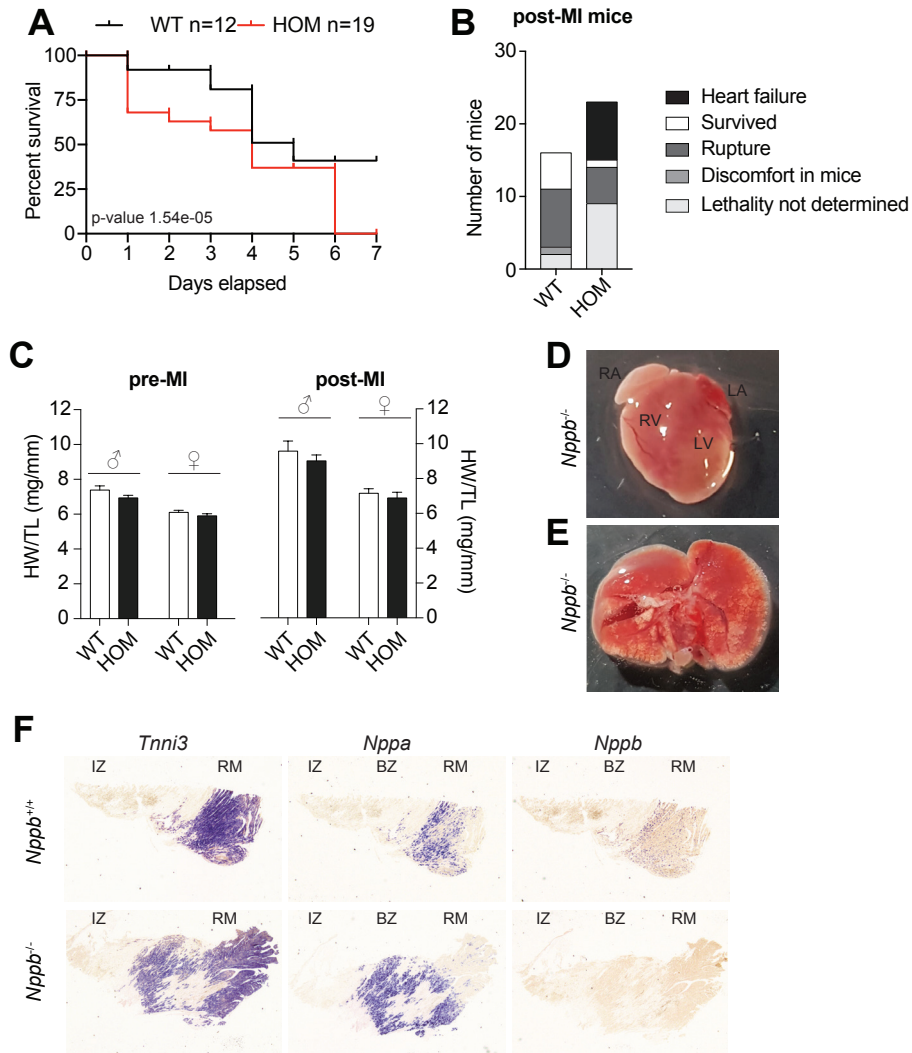 A
WT n=12 HOM n=19
Percent survival
100
75
50
25
0
p-value 1.54e-05
0 1 2 3 4 5 6 7
Days elapsed
B
post-MI mice
Number of mice
30
20
10
0
WT HOM
Heart failure
Survived
Rupture
Discomfort in mice
Lethality not determined
C
pre-MI
post-MI
♂ ♀
♂ ♀
HW/TL (mg/mm)
12
10
8
6
4
2
0
WT HOM WT HOM
WT HOM WT HOM
12
10
8
6
4
2
0
HW/TL (mg/mm)
D
Nppb-/-
RA
LA
RV
LV
E
Nppb-/-
F
Tnni3 Nppa Nppb
Nppb+/+
IZ RM IZ BZ RM IZ BZ RM
Nppb-/-
IZ RM IZ BZ RM IZ BZ RM